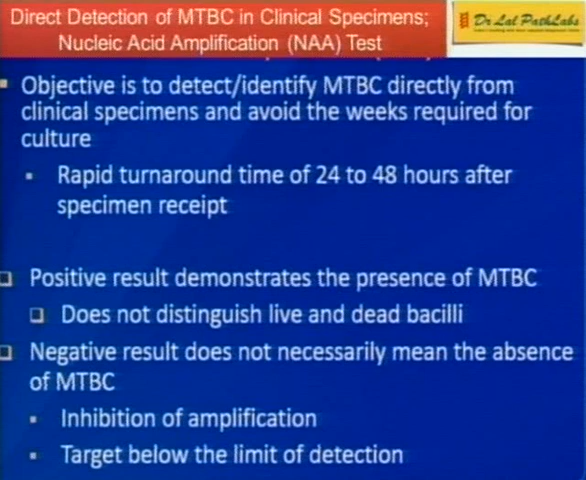 Direct Detection of MTBC in Clinical Specimens;
Nucleic Acid Amplification (NAA) Test
Dr Lal PathLabs
Objective is to detect/identify MTBC directly from
clinical specimens and avoid the weeks required for
culture
Rapid turnaround time of 24 to 48 hours after
specimen receipt
Positive result demonstrates the presence of MTBC
Does not distinguish live and dead bacilli
Negative result does not necessarily mean the absence
of MTBC
Inhibition of amplification
Target below the limit of detection